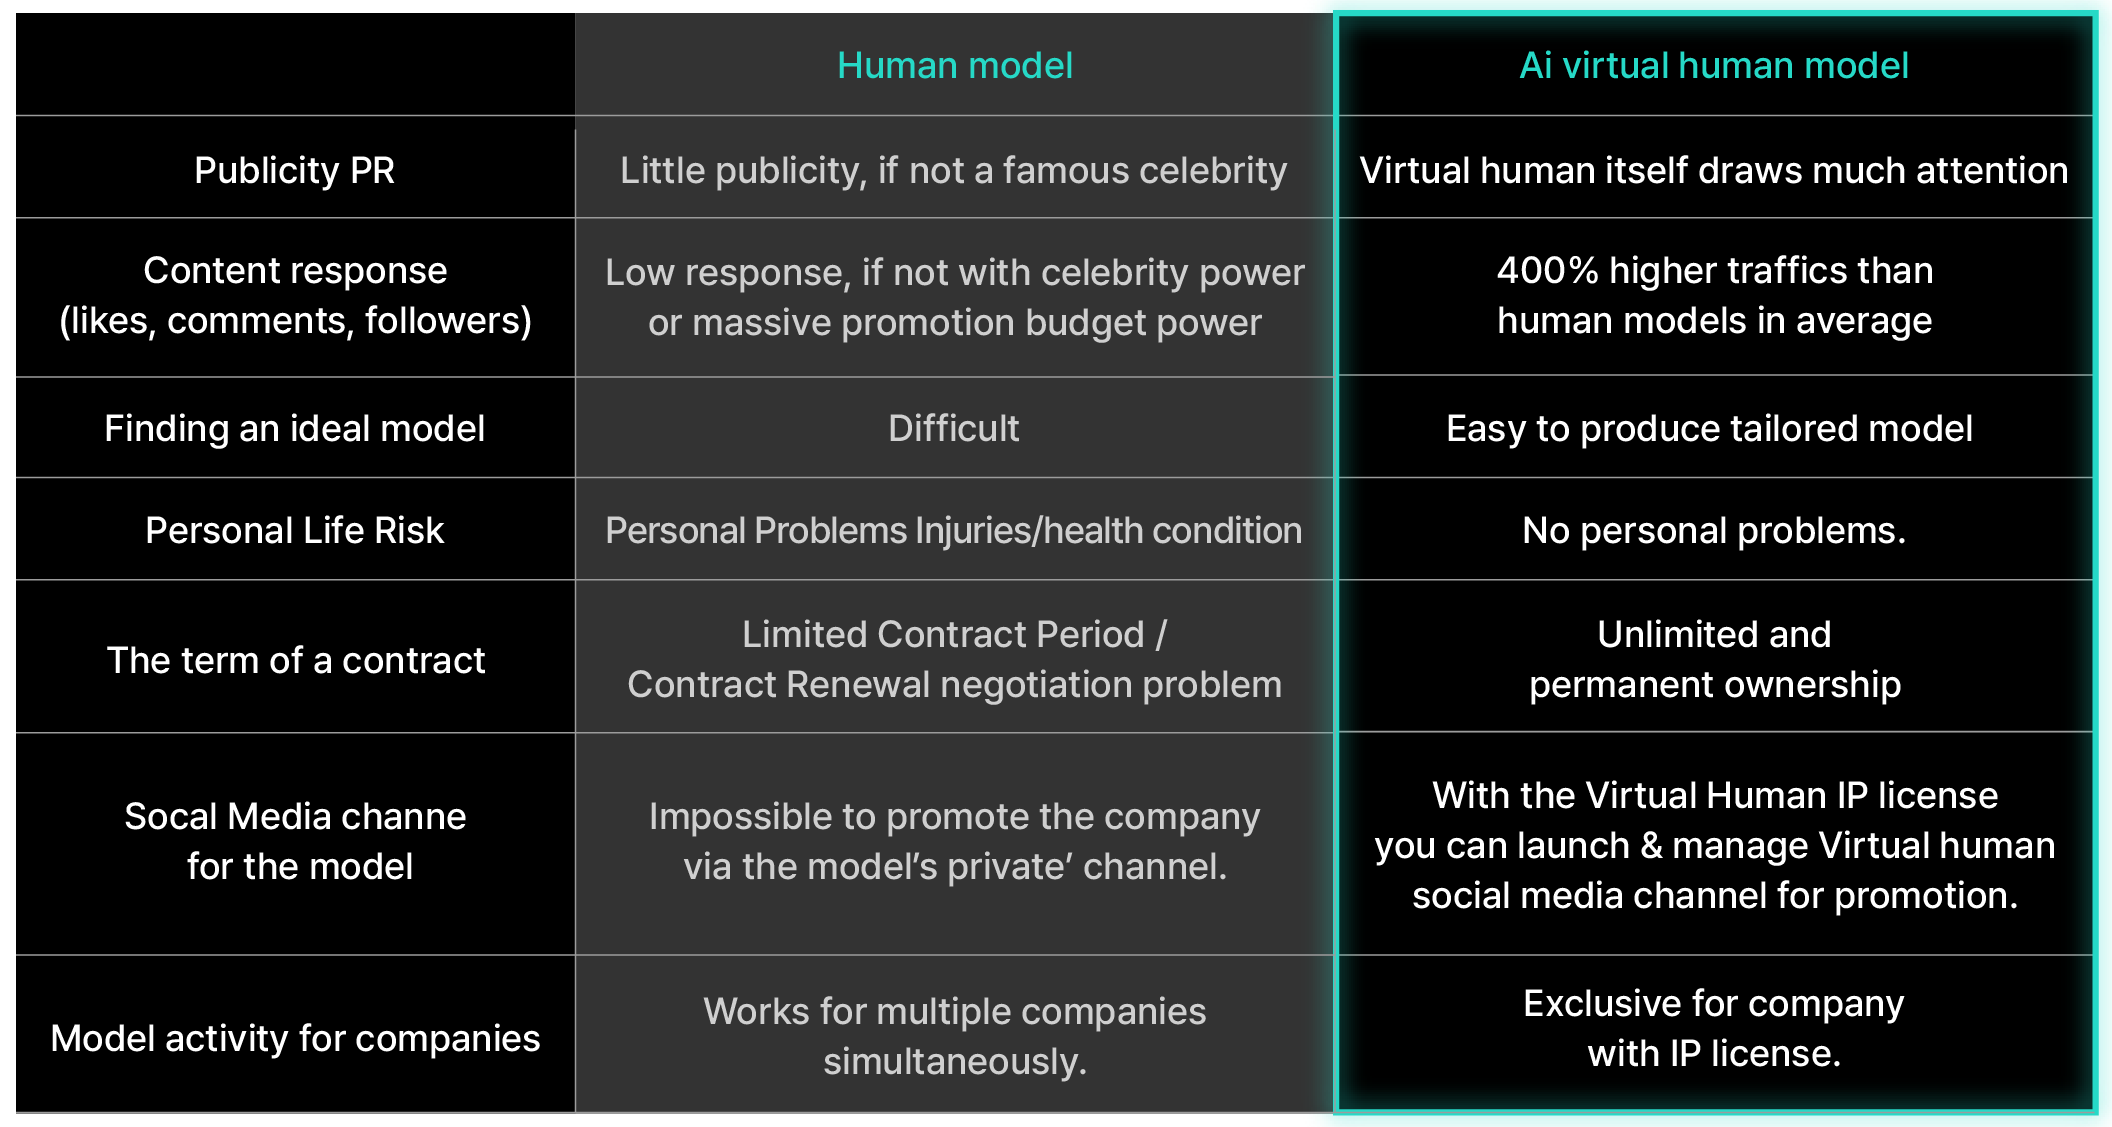 Human model
Ai virtual human model
Publicity PR
Little publicity, if not a famous celebrity
Virtual human itself draws much attention
Content response
(likes, comments, followers)
Low response, if not with celebrity power
or massive promotion budget power
400% higher traffics than
human models in average
Finding an ideal model
Difficult
Easy to produce tailored model
Personal Life Risk
Personal Problems Injuries/health condition
No personal problems.
The term of a contract
Limited Contract Period /
Contract Renewal negotiation problem
Unlimited and
permanent ownership
Socal Media channe
for the model
Impossible to promote the company
via the model’s private’ channel.
With the Virtual Human IP license
you can launch & manage Virtual human
social media channel for promotion.
Model activity for companies
Works for multiple companies
simultaneously.
Exclusive for company
with IP license.